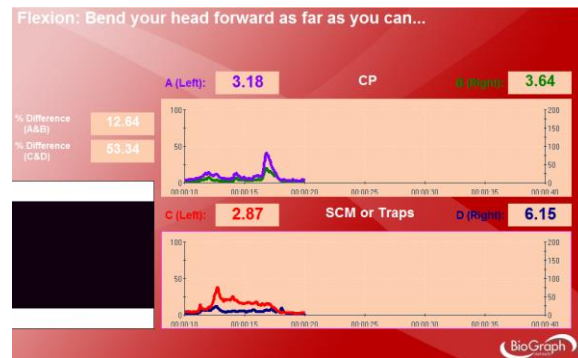 Flexion: Bend your head forward as far as you can...
A (Left): 3.18 CP B (Right): 3.64
% Difference (A&B) 12.64
% Difference (C&D) 53.34
100 200
150
50 100
50
0 0
00:00:10 00:00:15 00:00:20 00:00:25 00:00:30 00:00:35 00:00:40
C (Left): 2.87 SCM or Traps D (Right): 6.15
100 200
150
50 100
50
0 0
00:00:10 00:00:15 00:00:20 00:00:25 00:00:30 00:00:35 00:00:40
BioGraph